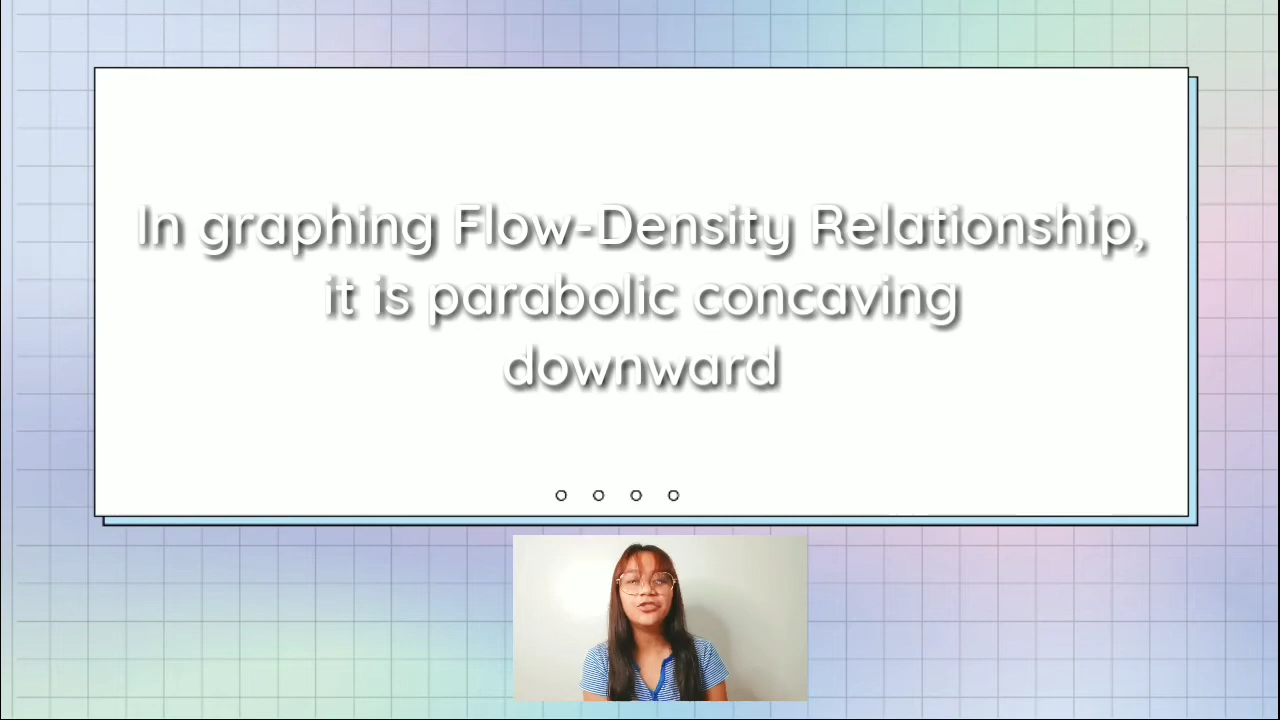 In graphing Flow-Density Relationship,
it is parabolic concaving
downward